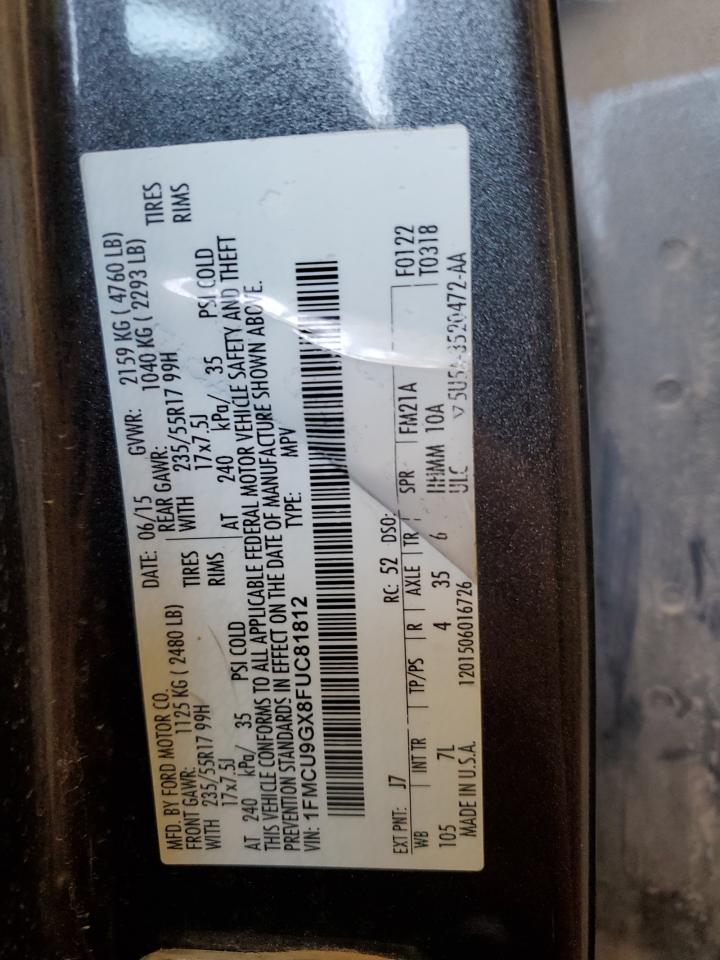 MFD. BY FORD MOTOR CO.
DATE: 06/15 GVWR: 2159 KG ( 4760 LB)
FRONT GAWR: 1125 KG ( 2480 LB) REAR GAWR: 1040 KG ( 2293 LB)
WITH 235/55R17 99H TIRES WITH 235/55R17 99H TIRES
17x7.5J RIMS 17x7.5J RIMS
AT 240 kPa/ 35 PSI COLD AT 240 kPa/ 35 PSI COLD
THIS VEHICLE CONFORMS TO ALL APPLICABLE FEDERAL MOTOR VEHICLE SAFETY AND THEFT
PREVENTION STANDARDS IN EFFECT ON THE DATE OF MANUFACTURE SHOWN ABOVE.
VIN: 1FMCU9GX8FUC81812 TYPE: MPV
EXT PNT: J7 RC: 52 DSO: F0122
WB INT TR TP/PS R AXLE TR SPR FM21A T0318
105 7L 4 35 6 HHMM 10A
ULC
MADE IN U.S.A. 1201506016726 5U5A-3520472-AA